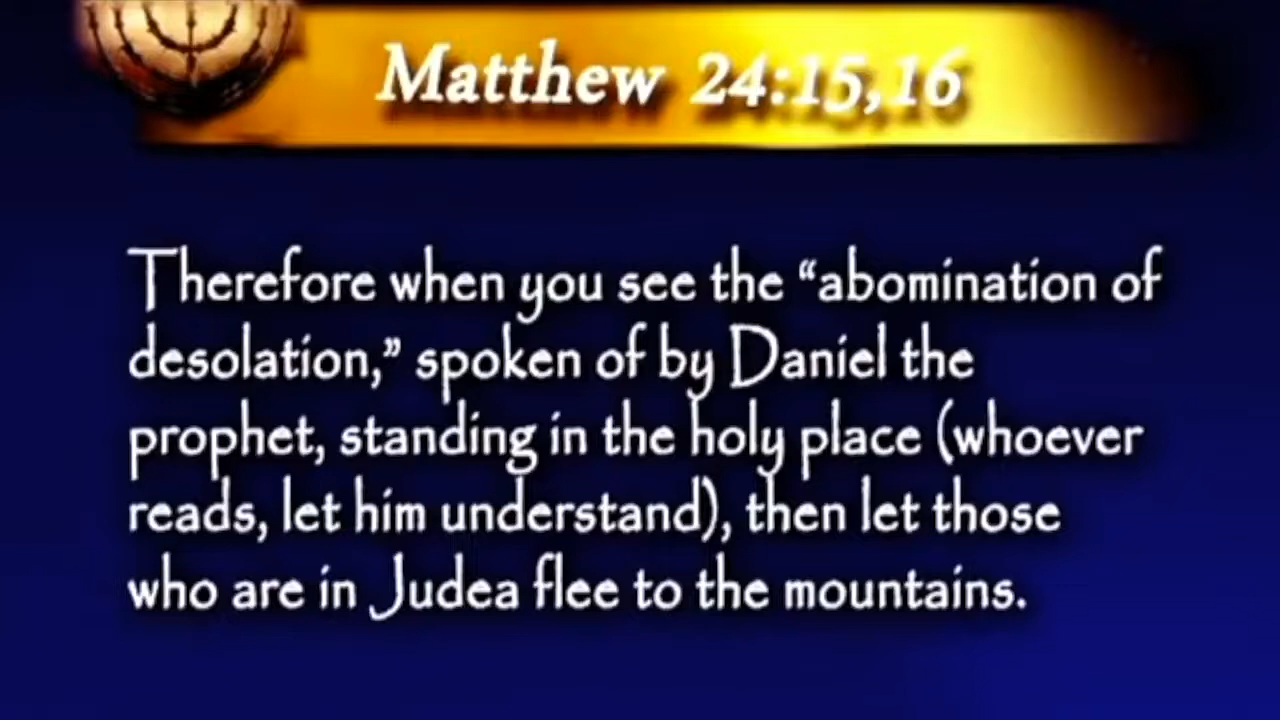 Matthew 24:15,16
Therefore when you see the “abomination of
desolation,” spoken of by Daniel the
prophet, standing in the holy place (whoever
reads, let him understand), then let those
who are in Judea flee to the mountains.